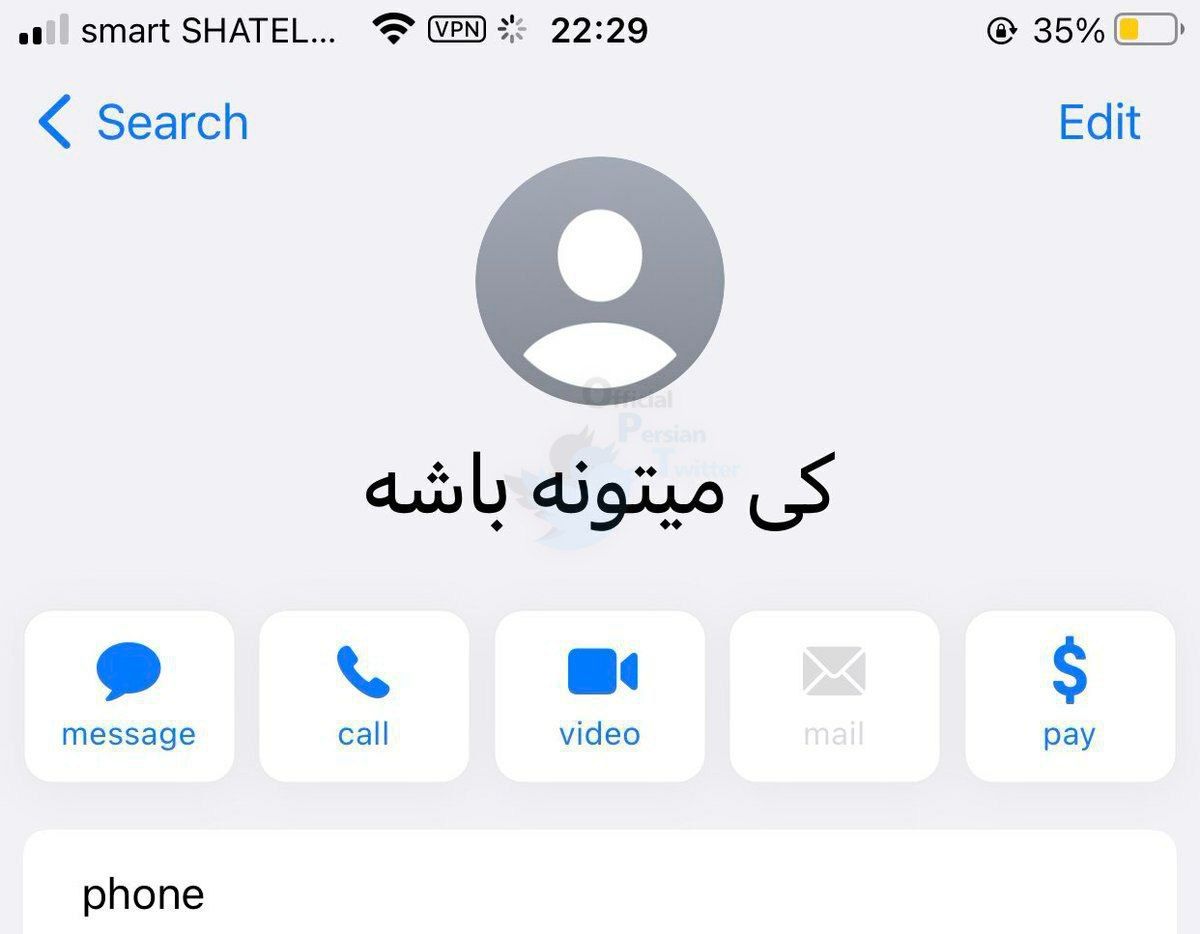 smart SHATEL... VPN 22:29 35%
Search Edit
Official
Persian
Twitter
کی میتونه باشه
message call video mail pay
phone